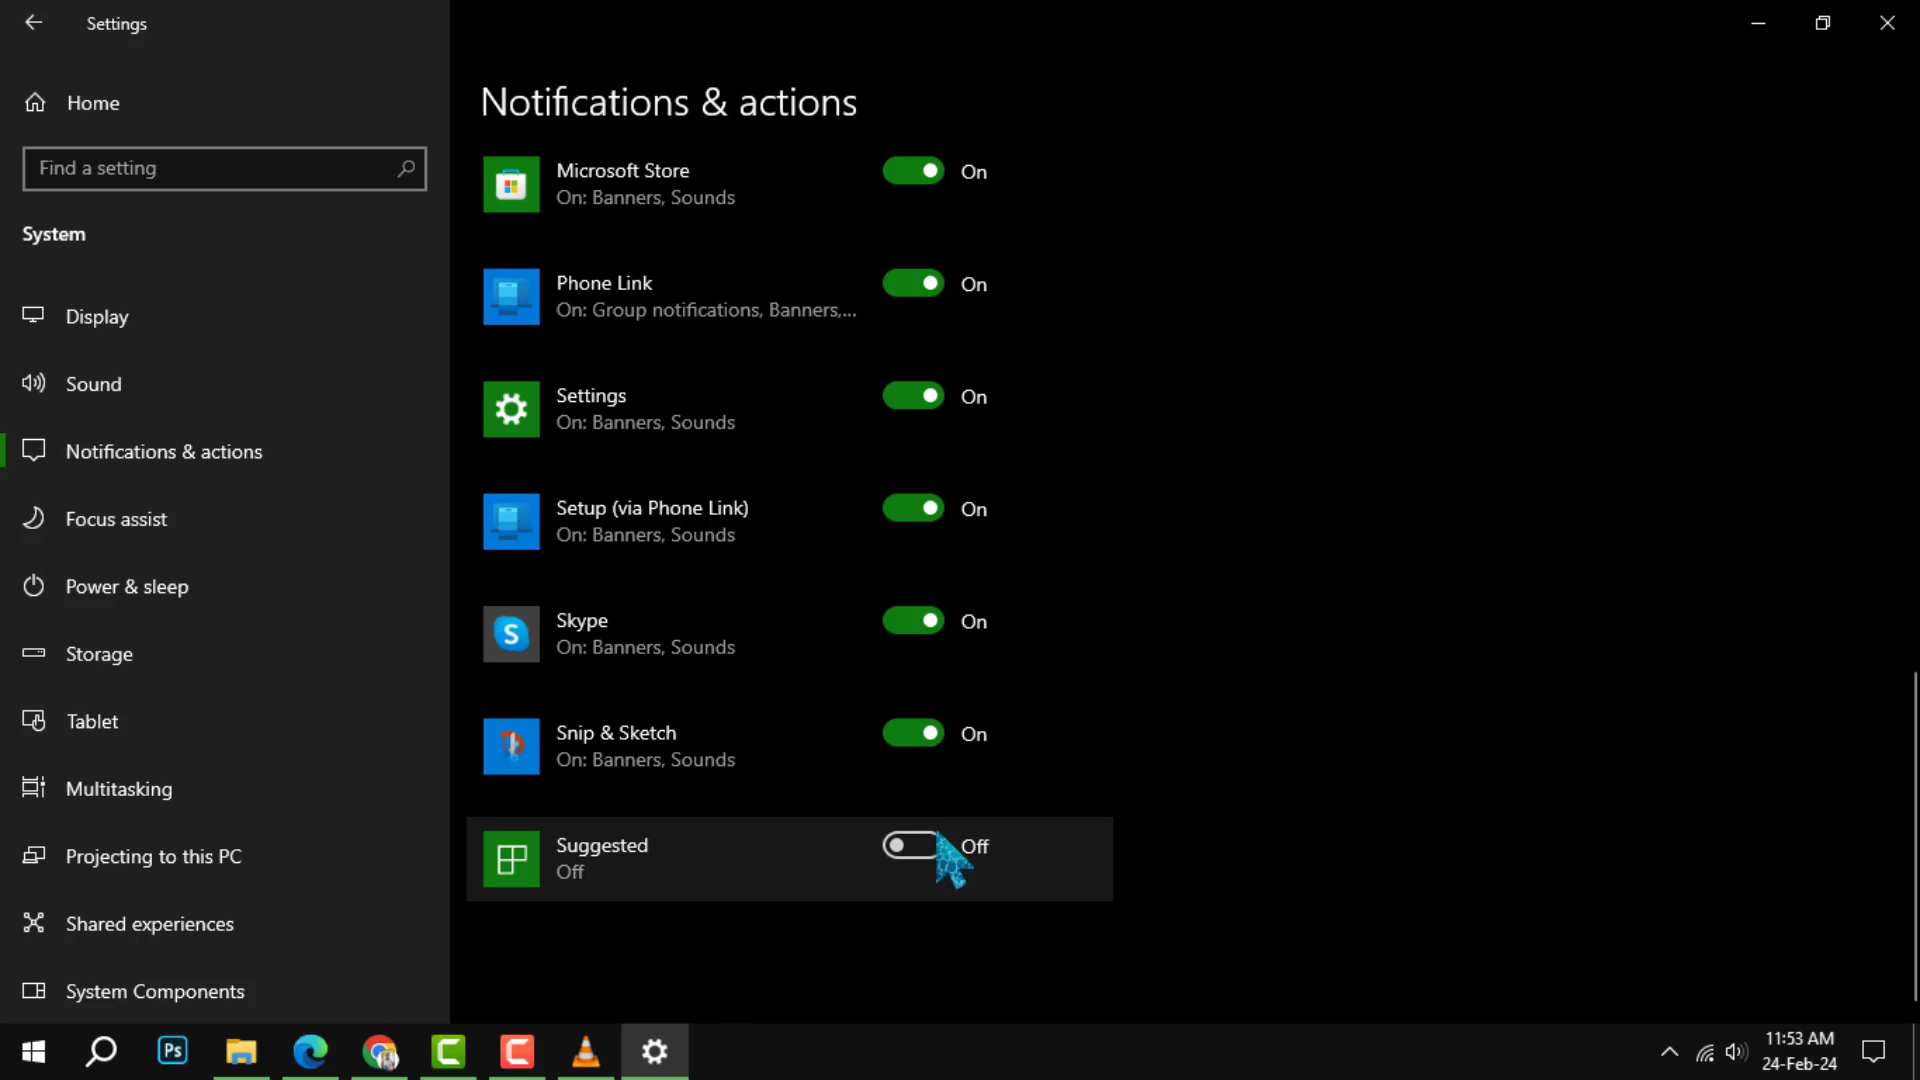 Settings
Home
Find a setting
System
Display
Sound
Notifications & actions
Focus assist
Power & sleep
Storage
Tablet
Multitasking
Projecting to this PC
Shared experiences
System Components
Notifications & actions
Microsoft Store
On: Banners, Sounds
On
Phone Link
On: Group notifications, Banners,...
On
Settings
On: Banners, Sounds
On
Setup (via Phone Link)
On: Banners, Sounds
On
Skype
On: Banners, Sounds
On
Snip & Sketch
On: Banners, Sounds
On
Suggested
Off
Off
Ps
11:53 AM
24-Feb-24